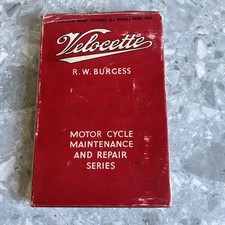 Velocette
R. W. BURGESS
MOTOR CYCLE
MAINTENANCE
AND REPAIR
SERIES